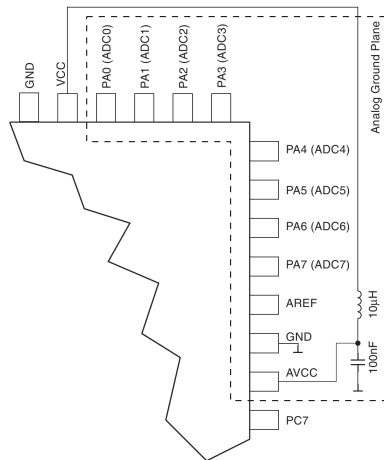 GND
VCC
PA0 (ADC0)
PA1 (ADC1)
PA2 (ADC2)
PA3 (ADC3)
Analog Ground Plane
PA4 (ADC4)
PA5 (ADC5)
PA6 (ADC6)
PA7 (ADC7)
AREF
10μH
GND
AVCC
100nF
PC7